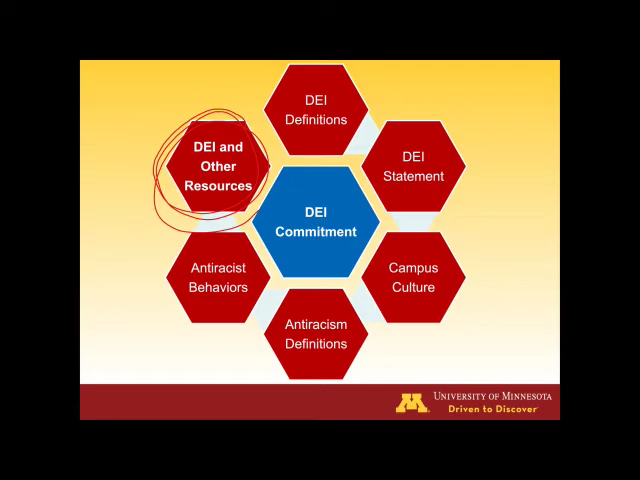 DEI
Definitions
DEI and
Other
Resources
DEI
Statement
DEI
Commitment
Antiracist
Behaviors
Campus
Culture
Antiracism
Definitions
M
UNIVERSITY OF MINNESOTA
Driven to Discover